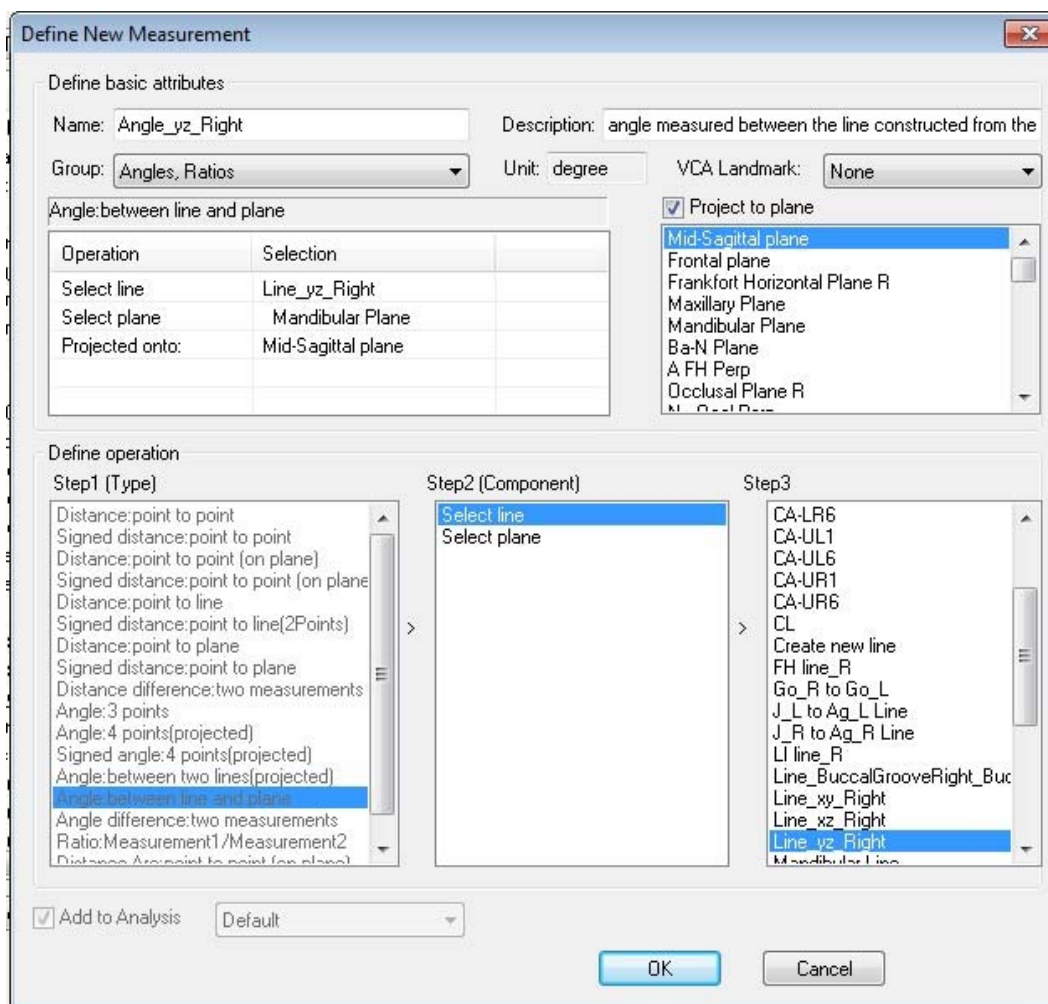 Define New Measurement
Define basic attributes
Name: Angle_yz_Right
Description: angle measured between the line constructed from the
Group: Angles, Ratios
Unit: degree
VCA Landmark: None
Angle:between line and plane
Project to plane
Operation Selection
Select line Line_yz_Right
Select plane Mandibular Plane
Projected onto: Mid-Sagittal plane
Mid-Sagittal plane
Frontal plane
Frankfort Horizontal Plane R
Maxillary Plane
Mandibular Plane
Ba-N Plane
A FH Perp
Occlusal Plane R
Define operation
Step1 (Type)
Distance:point to point
Signed distance:point to point
Distance:point to point (on plane)
Signed distance:point to point (on plane
Distance:point to line
Signed distance:point to line(2Points)
Distance:point to plane
Signed distance:point to plane
Distance difference:two measurements
Angle:3 points
Angle:4 points(projected)
Signed angle:4 points(projected)
Angle:between two lines(projected)
Angle:between line and plane
Angle difference:two measurements
Ratio:Measurement1/Measurement2
Distance Arc:point to point (on plane)
>
Step2 (Component)
Select line
Select plane
>
Step3
CA-LR6
CA-UL1
CA-UL6
CA-UR1
CA-UR6
CL
Create new line
FH line_R
Go_R to Go_L
J_L to Ag_L Line
J_R to Ag_R Line
LI line_R
Line_BuccalGrooveRight_Buc
Line_xy_Right
Line_xz_Right
Line_yz_Right
Mandibular Line
Add to Analysis Default
OK Cancel